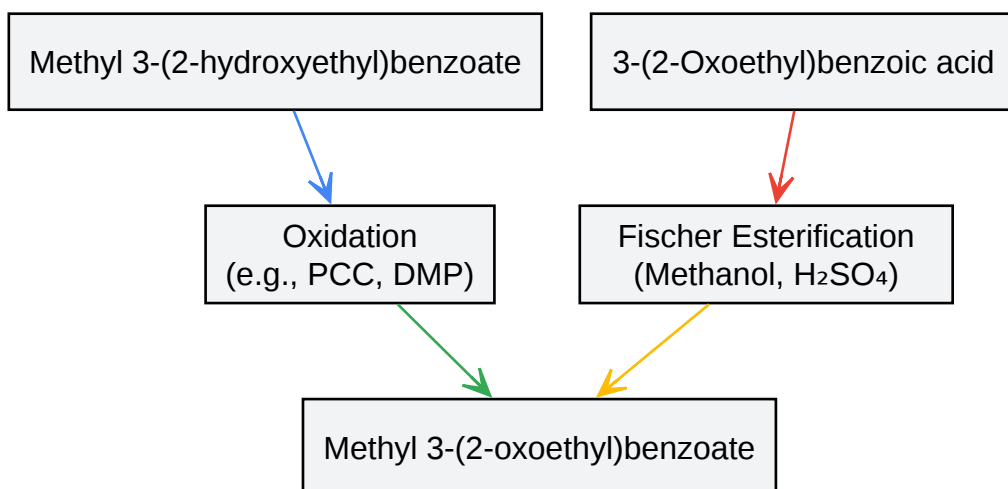 Methyl 3-(2-hydroxyethyl)benzoate
3-(2-Oxoethyl)benzoic acid
Oxidation
(e.g., PCC, DMP)
Fischer Esterification
(Methanol, H₂SO₄)
Methyl 3-(2-oxoethyl)benzoate